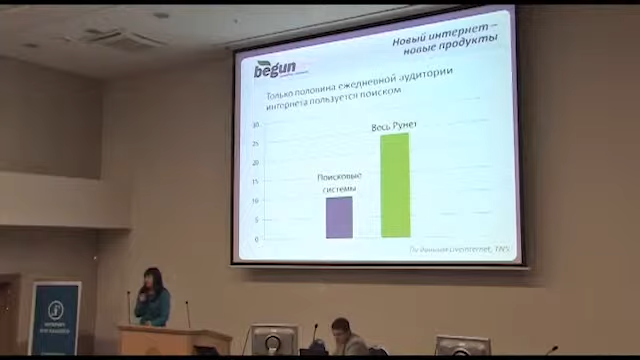 Новый интернет –
новые продукты
begun
Только половина ежедневной аудитории
интернета пользуется поиском
30
25
20
15
10
5
0
Поисковые
системы
Весь Рунет
По данным Liveinternet, TNS